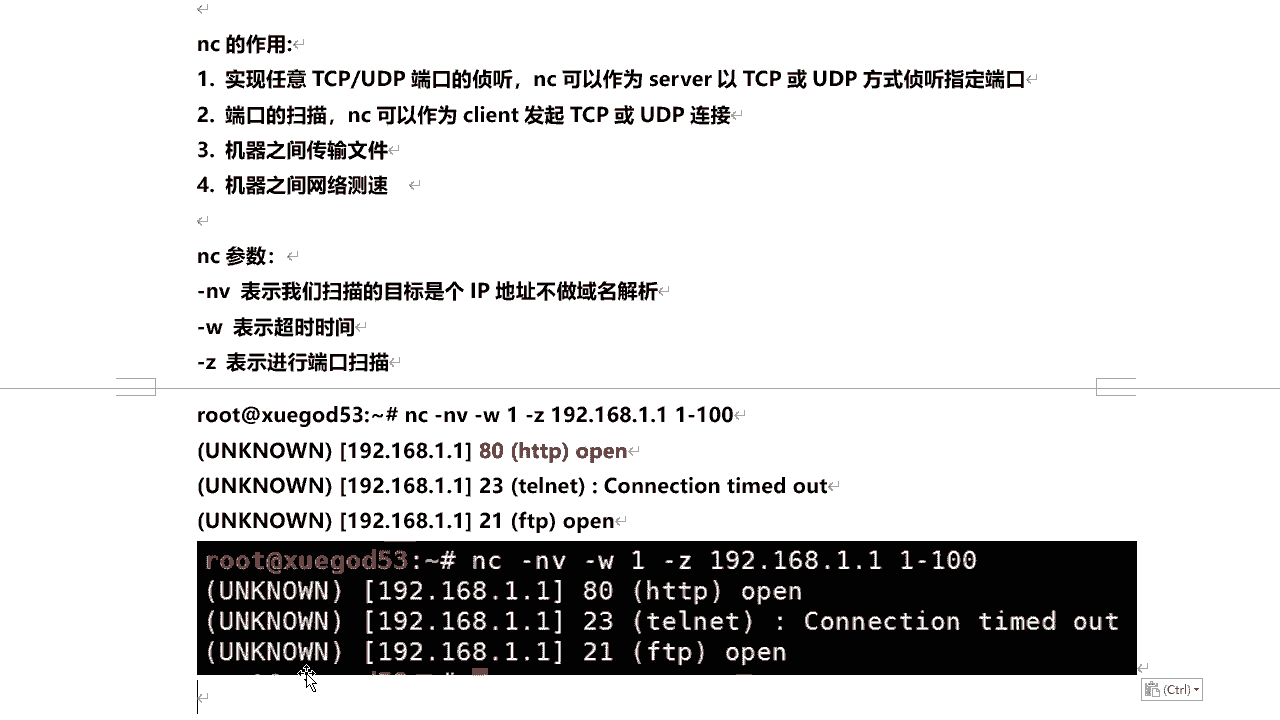 nc 的作用:
1. 实现任意 TCP/UDP 端口的侦听，nc 可以作为 server 以 TCP 或 UDP 方式侦听指定端口
2. 端口的扫描，nc 可以作为 client 发起 TCP 或 UDP 连接
3. 机器之间传输文件
4. 机器之间网络测速
nc 参数：
-nv 表示我们扫描的目标是个 IP 地址不做域名解析
-w 表示超时时间
-z 表示进行端口扫描
root@xuegod53:~# nc -nv -w 1 -z 192.168.1.1 1-100
(UNKNOWN) [192.168.1.1] 80 (http) open
(UNKNOWN) [192.168.1.1] 23 (telnet) : Connection timed out
(UNKNOWN) [192.168.1.1] 21 (ftp) open
root@xuegod53:~# nc -nv -w 1 -z 192.168.1.1 1-100
(UNKNOWN) [192.168.1.1] 80 (http) open
(UNKNOWN) [192.168.1.1] 23 (telnet) : Connection timed out
(UNKNOWN) [192.168.1.1] 21 (ftp) open
(Ctrl)